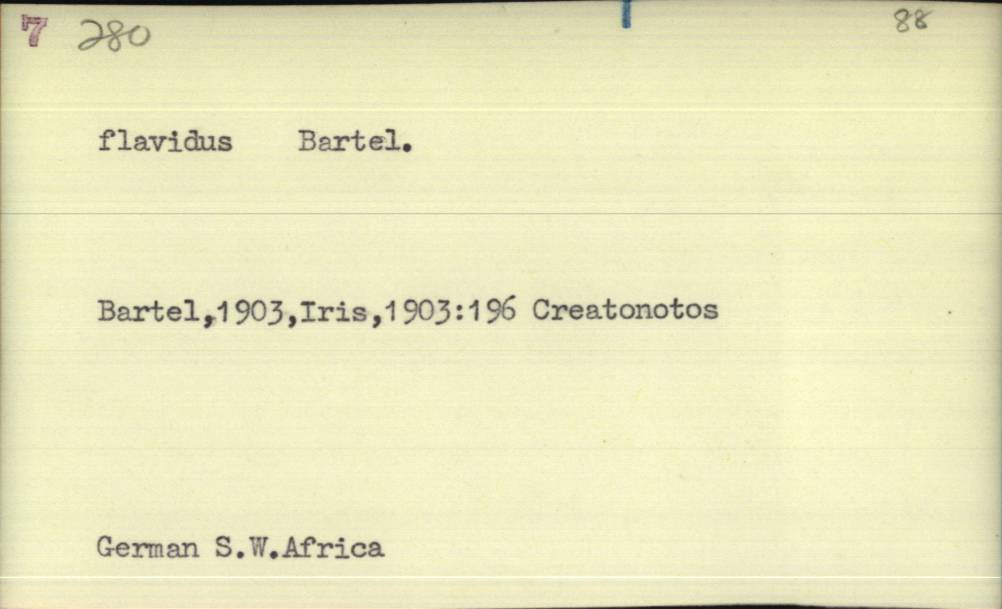 7 280 88
flavidus Bartel.
Bartel,1903,Iris,1903:196 Creatonotos
German S.W.Africa